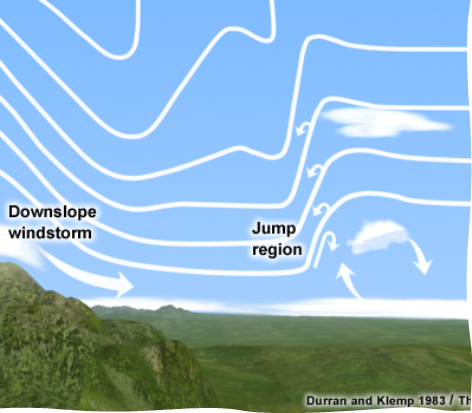 Downslope
windstorm
Jump
region
Durran and Klemp 1983 / Th